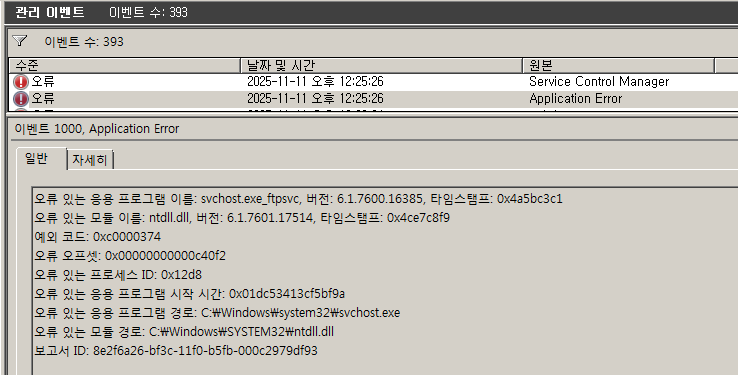 관리 이벤트 이벤트 수: 393
이벤트 수: 393
수준 날짜 및 시간 원본
오류 2025-11-11 오후 12:25:26 Service Control Manager
오류 2025-11-11 오후 12:25:26 Application Error
이벤트 1000, Application Error
일반 자세히
오류 있는 응용 프로그램 이름: svchost.exe_ftpsvc, 버전: 6.1.7600.16385, 타임스탬프: 0x4a5bc3c1
오류 있는 모듈 이름: ntdll.dll, 버전: 6.1.7601.17514, 타임스탬프: 0x4ce7c8f9
예외 코드: 0xc0000374
오류 오프셋: 0x00000000000c40f2
오류 있는 프로세스 ID: 0x12d8
오류 있는 응용 프로그램 시작 시간: 0x01dc53413cf5bf9a
오류 있는 응용 프로그램 경로: C:₩Windows₩system32₩svchost.exe
오류 있는 모듈 경로: C:₩Windows₩SYSTEM32₩ntdll.dll
보고서 ID: 8e2f6a26-bf3c-11f0-b5fb-000c2979df93